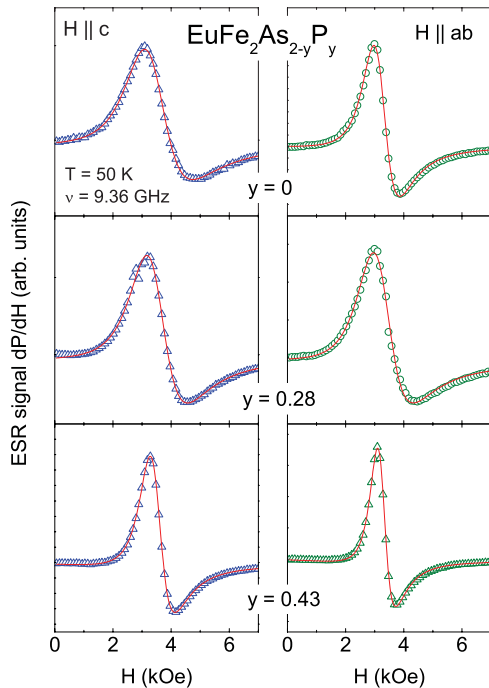 H || c
EuFe2As2-yPy
H || ab
T = 50 K
ν = 9.36 GHz
y = 0
ESR signal dP/dH (arb. units)
y = 0.28
y = 0.43
0 2 4 6
0 2 4 6
H (kOe)
H (kOe)